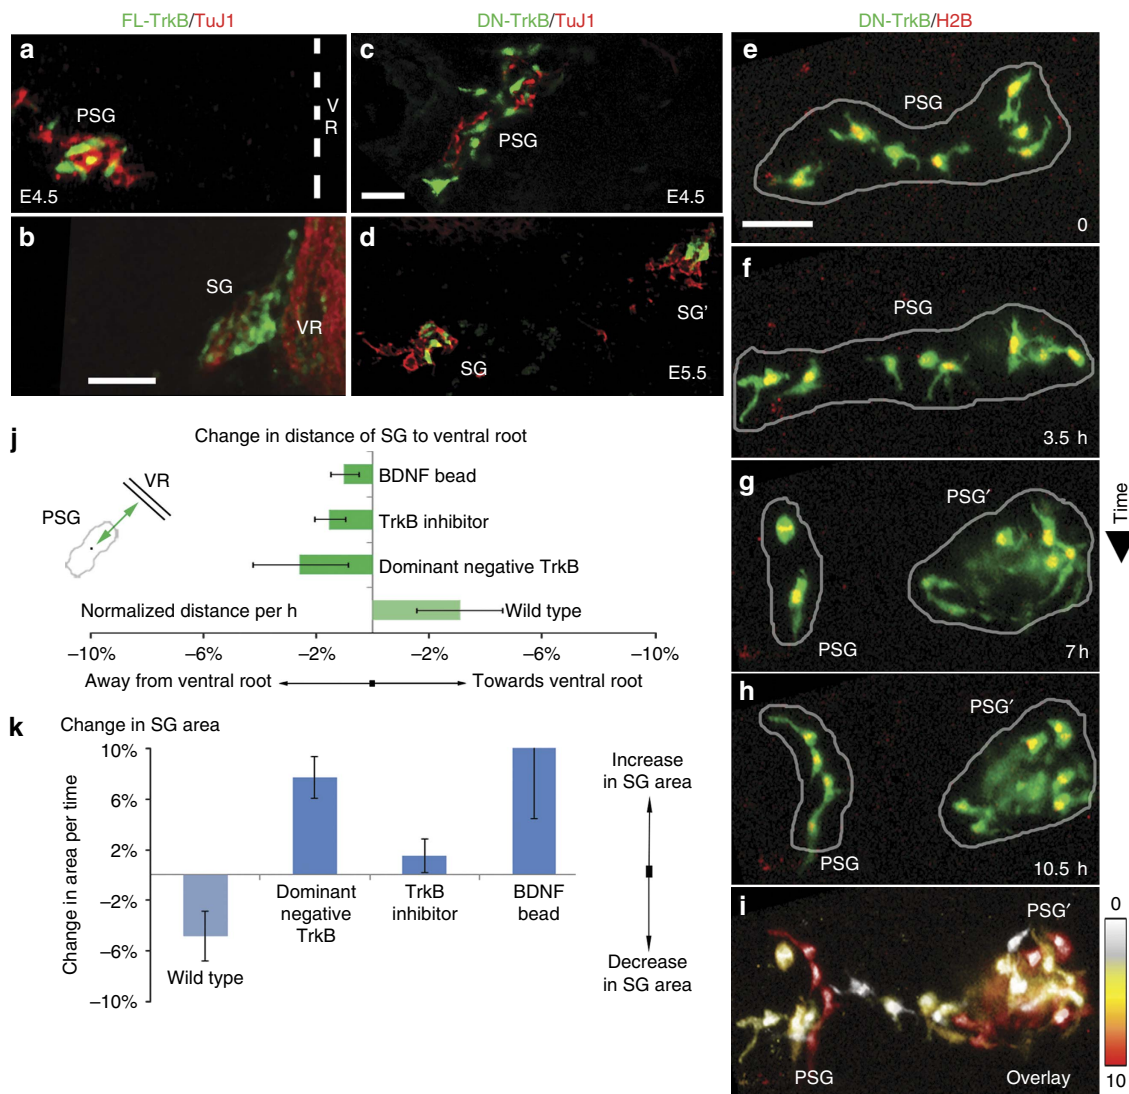 FL-TrkB/TuJ1
DN-TrkB/TuJ1
DN-TrkB/H2B
a
PSG
V
R
E4.5
c
PSG
E4.5
e
PSG
0
b
SG
VR
d
SG'
SG
E5.5
f
PSG
3.5 h
j
Change in distance of SG to ventral root
VR
PSG
BDNF bead
TrkB inhibitor
Dominant negative TrkB
Normalized distance per h
Wild type
–10%
–6%
–2%
–2%
–6%
–10%
Away from ventral root
Towards ventral root
g
PSG′
PSG
7 h
Time
k
Change in SG area
Change in area per time
10%
6%
2%
–2%
–6%
–10%
Wild type
Dominant
negative
TrkB
TrkB
inhibitor
BDNF
bead
Increase
in SG area
Decrease
in SG area
h
PSG′
PSG
10.5 h
i
PSG′
PSG
Overlay
0
10